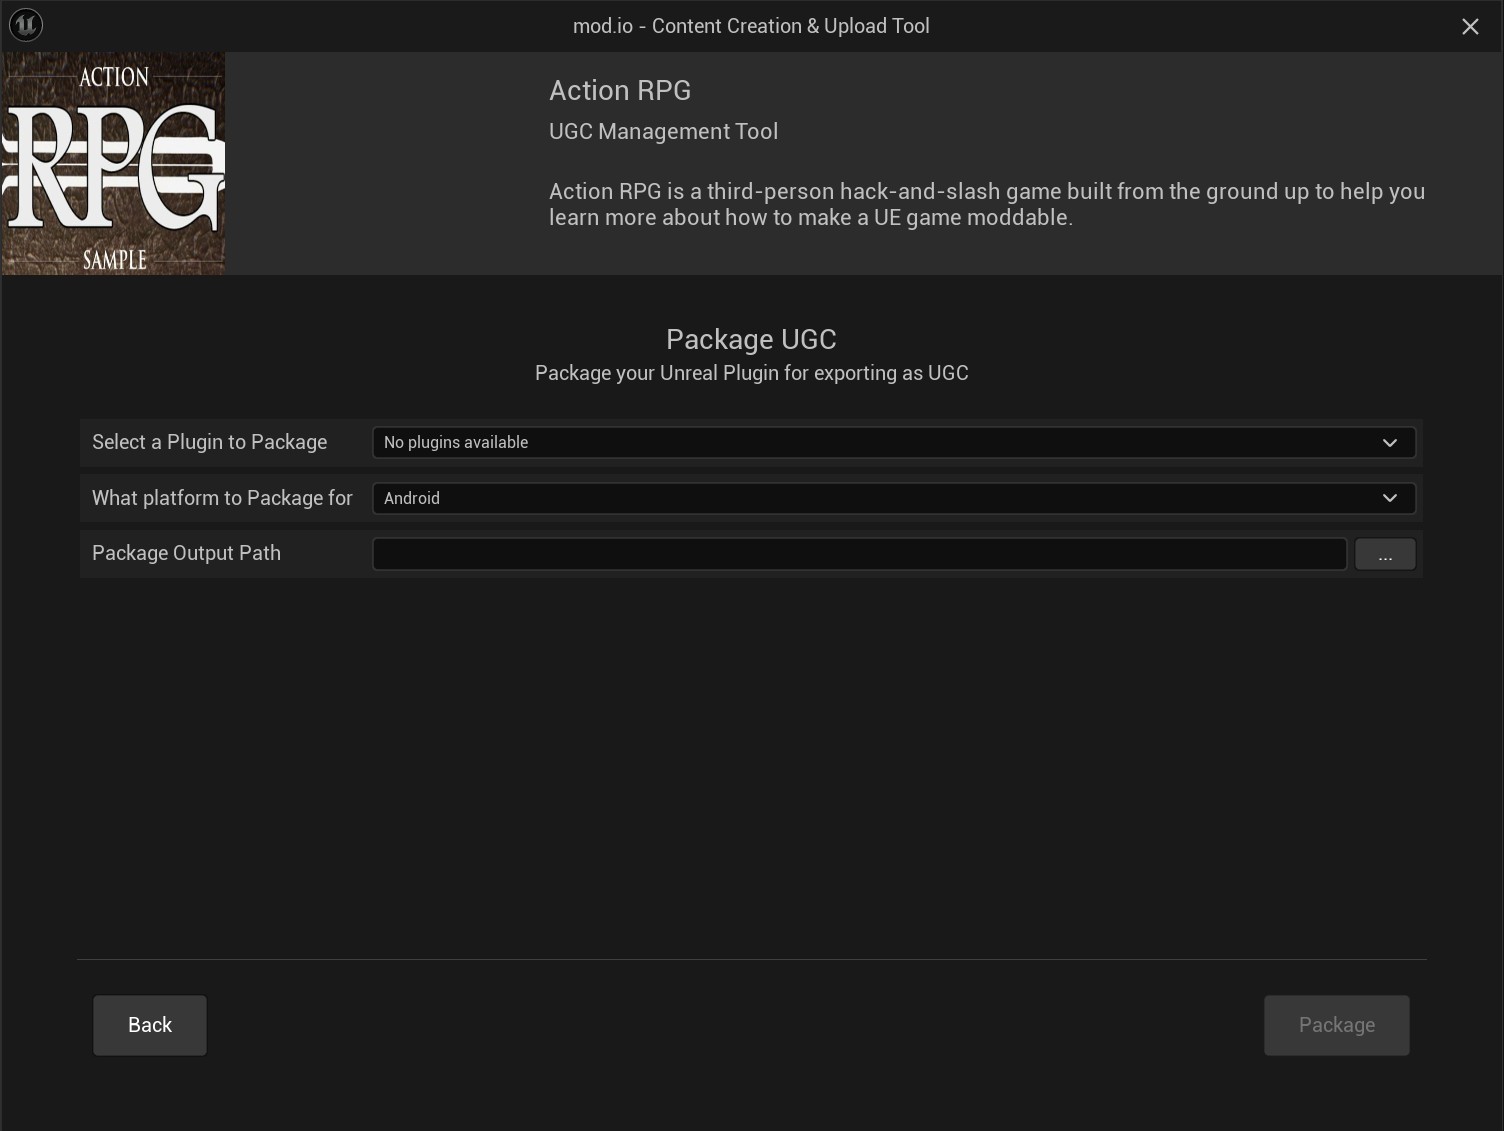 mod.io - Content Creation & Upload Tool
ACTION
RPG
SAMPLE
Action RPG
UGC Management Tool
Action RPG is a third-person hack-and-slash game built from the ground up to help you
learn more about how to make a UE game moddable.
Package UGC
Package your Unreal Plugin for exporting as UGC
Select a Plugin to Package
No plugins available
What platform to Package for
Android
Package Output Path
...
Back
Package